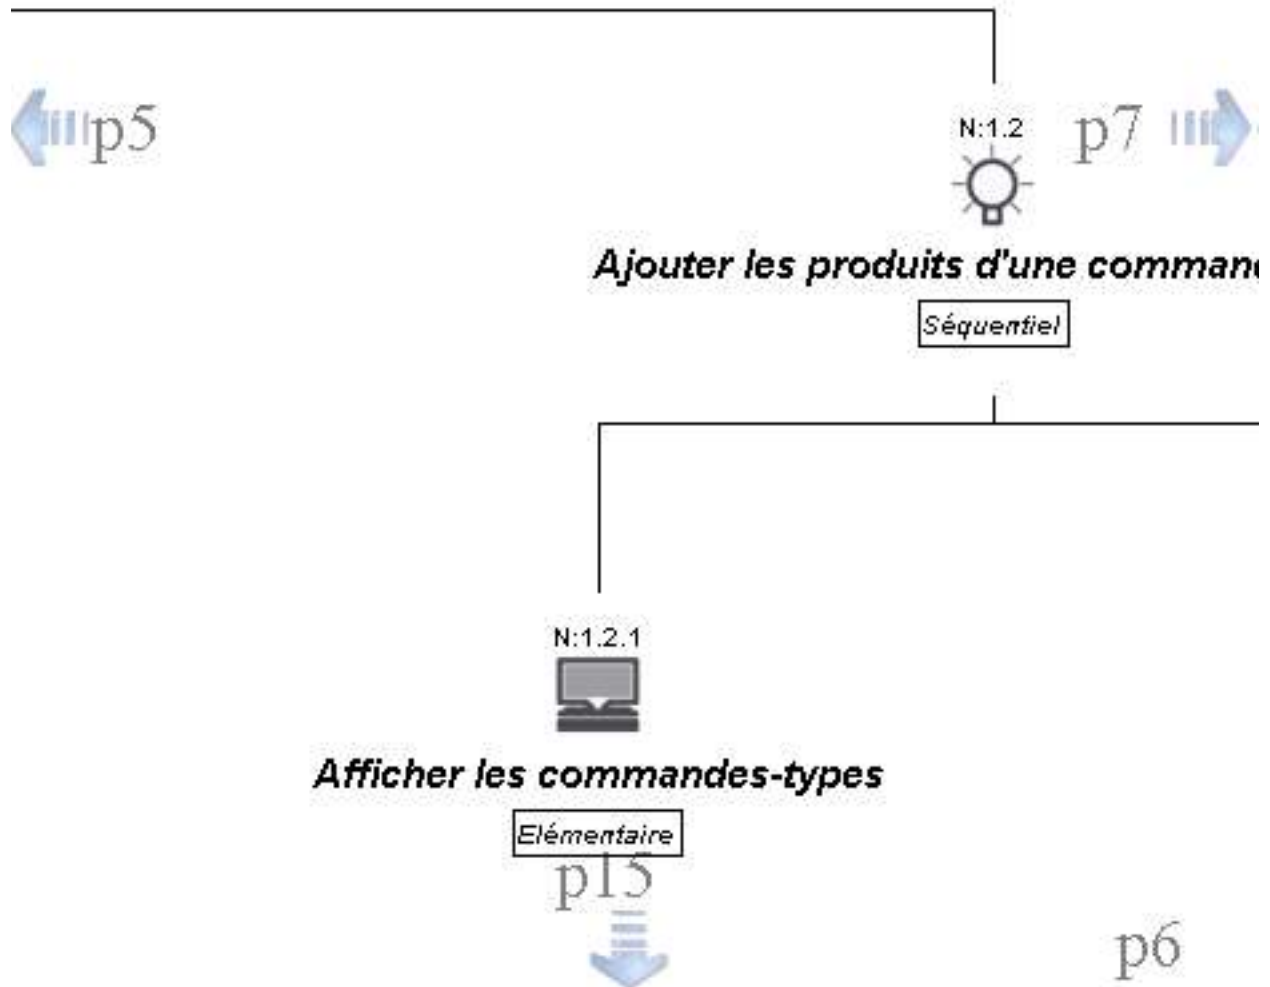 p5
N:1.2
p7
Ajouter les produits d'une
Séquentiel
N:1.2.1
Afficher les commandes-types
Elémentaire
p15
p6